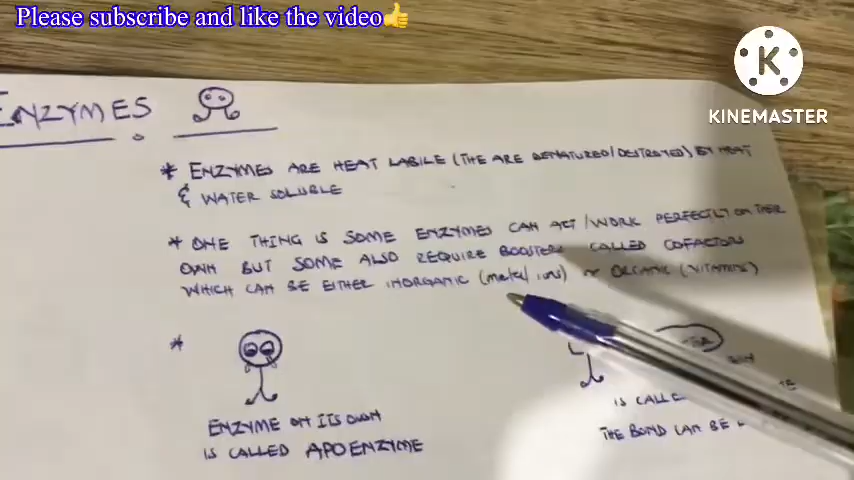 Please subscribe and like the video👍
KINEMASTER
ENZYMES
* ENZYMES ARE HEAT LABILE (THE ARE DENATURED/DESTROYED) BY HEAT
& WATER SOLUBLE
* ONE THING IS SOME ENZYMES CAN ACT/WORK PERFECTLY ON THEIR
OWN BUT SOME ALSO REQUIRE BOOSTERS CALLED COFACTORS
WHICH CAN BE EITHER INORGANIC (metal ions) or ORGANIC (VITAMINS)
*
ENZYME ON ITS OWN
IS CALLED APOENZYME
IS CALLE
THE BOND CAN BE